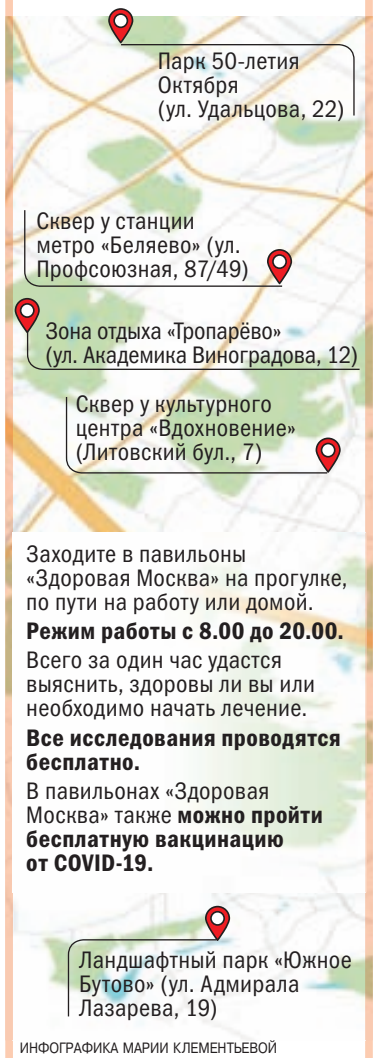 Парк 50-летия
Октября
(ул. Удальцова, 22)
Сквер у станции
метро «Беляево» (ул.
Профсоюзная, 87/49)
Зона отдыха «Тропарёво»
(ул. Академика Виноградова, 12)
Сквер у культурного
центра «Вдохновение»
(Литовский бул., 7)
Заходите в павильоны
«Здоровая Москва» на прогулке,
по пути на работу или домой.
Режим работы с 8.00 до 20.00.
Всего за один час удастся
выяснить, здоровы ли вы или
необходимо начать лечение.
Все исследования проводятся
бесплатно.
В павильонах «Здоровая
Москва» также можно пройти
бесплатную вакцинацию
от COVID-19.
Ландшафтный парк «Южное
Бутово» (ул. Адмирала
Лазарева, 19)
ИНФОГРАФИКА МАРИИ КЛЕМЕНТЬЕВОЙ